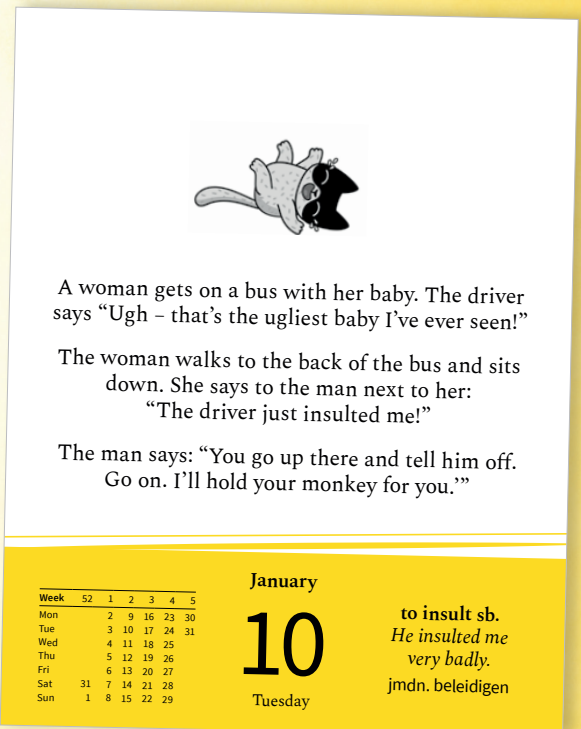 A woman gets on a bus with her baby. The driver
says “Ugh – that’s the ugliest baby I’ve ever seen!”
The woman walks to the back of the bus and sits
down. She says to the man next to her:
“The driver just insulted me!”
The man says: “You go up there and tell him off.
Go on. I’ll hold your monkey for you.’”
Week 52 1 2 3 4 5
Mon 2 9 16 23 30
Tue 3 10 17 24 31
Wed 4 11 18 25
Thu 5 12 19 26
Fri 6 13 20 27
Sat 31 7 14 21 28
Sun 1 8 15 22 29
January
10
Tuesday
to insult sb.
He insulted me
very badly.
jmdn. beleidigen